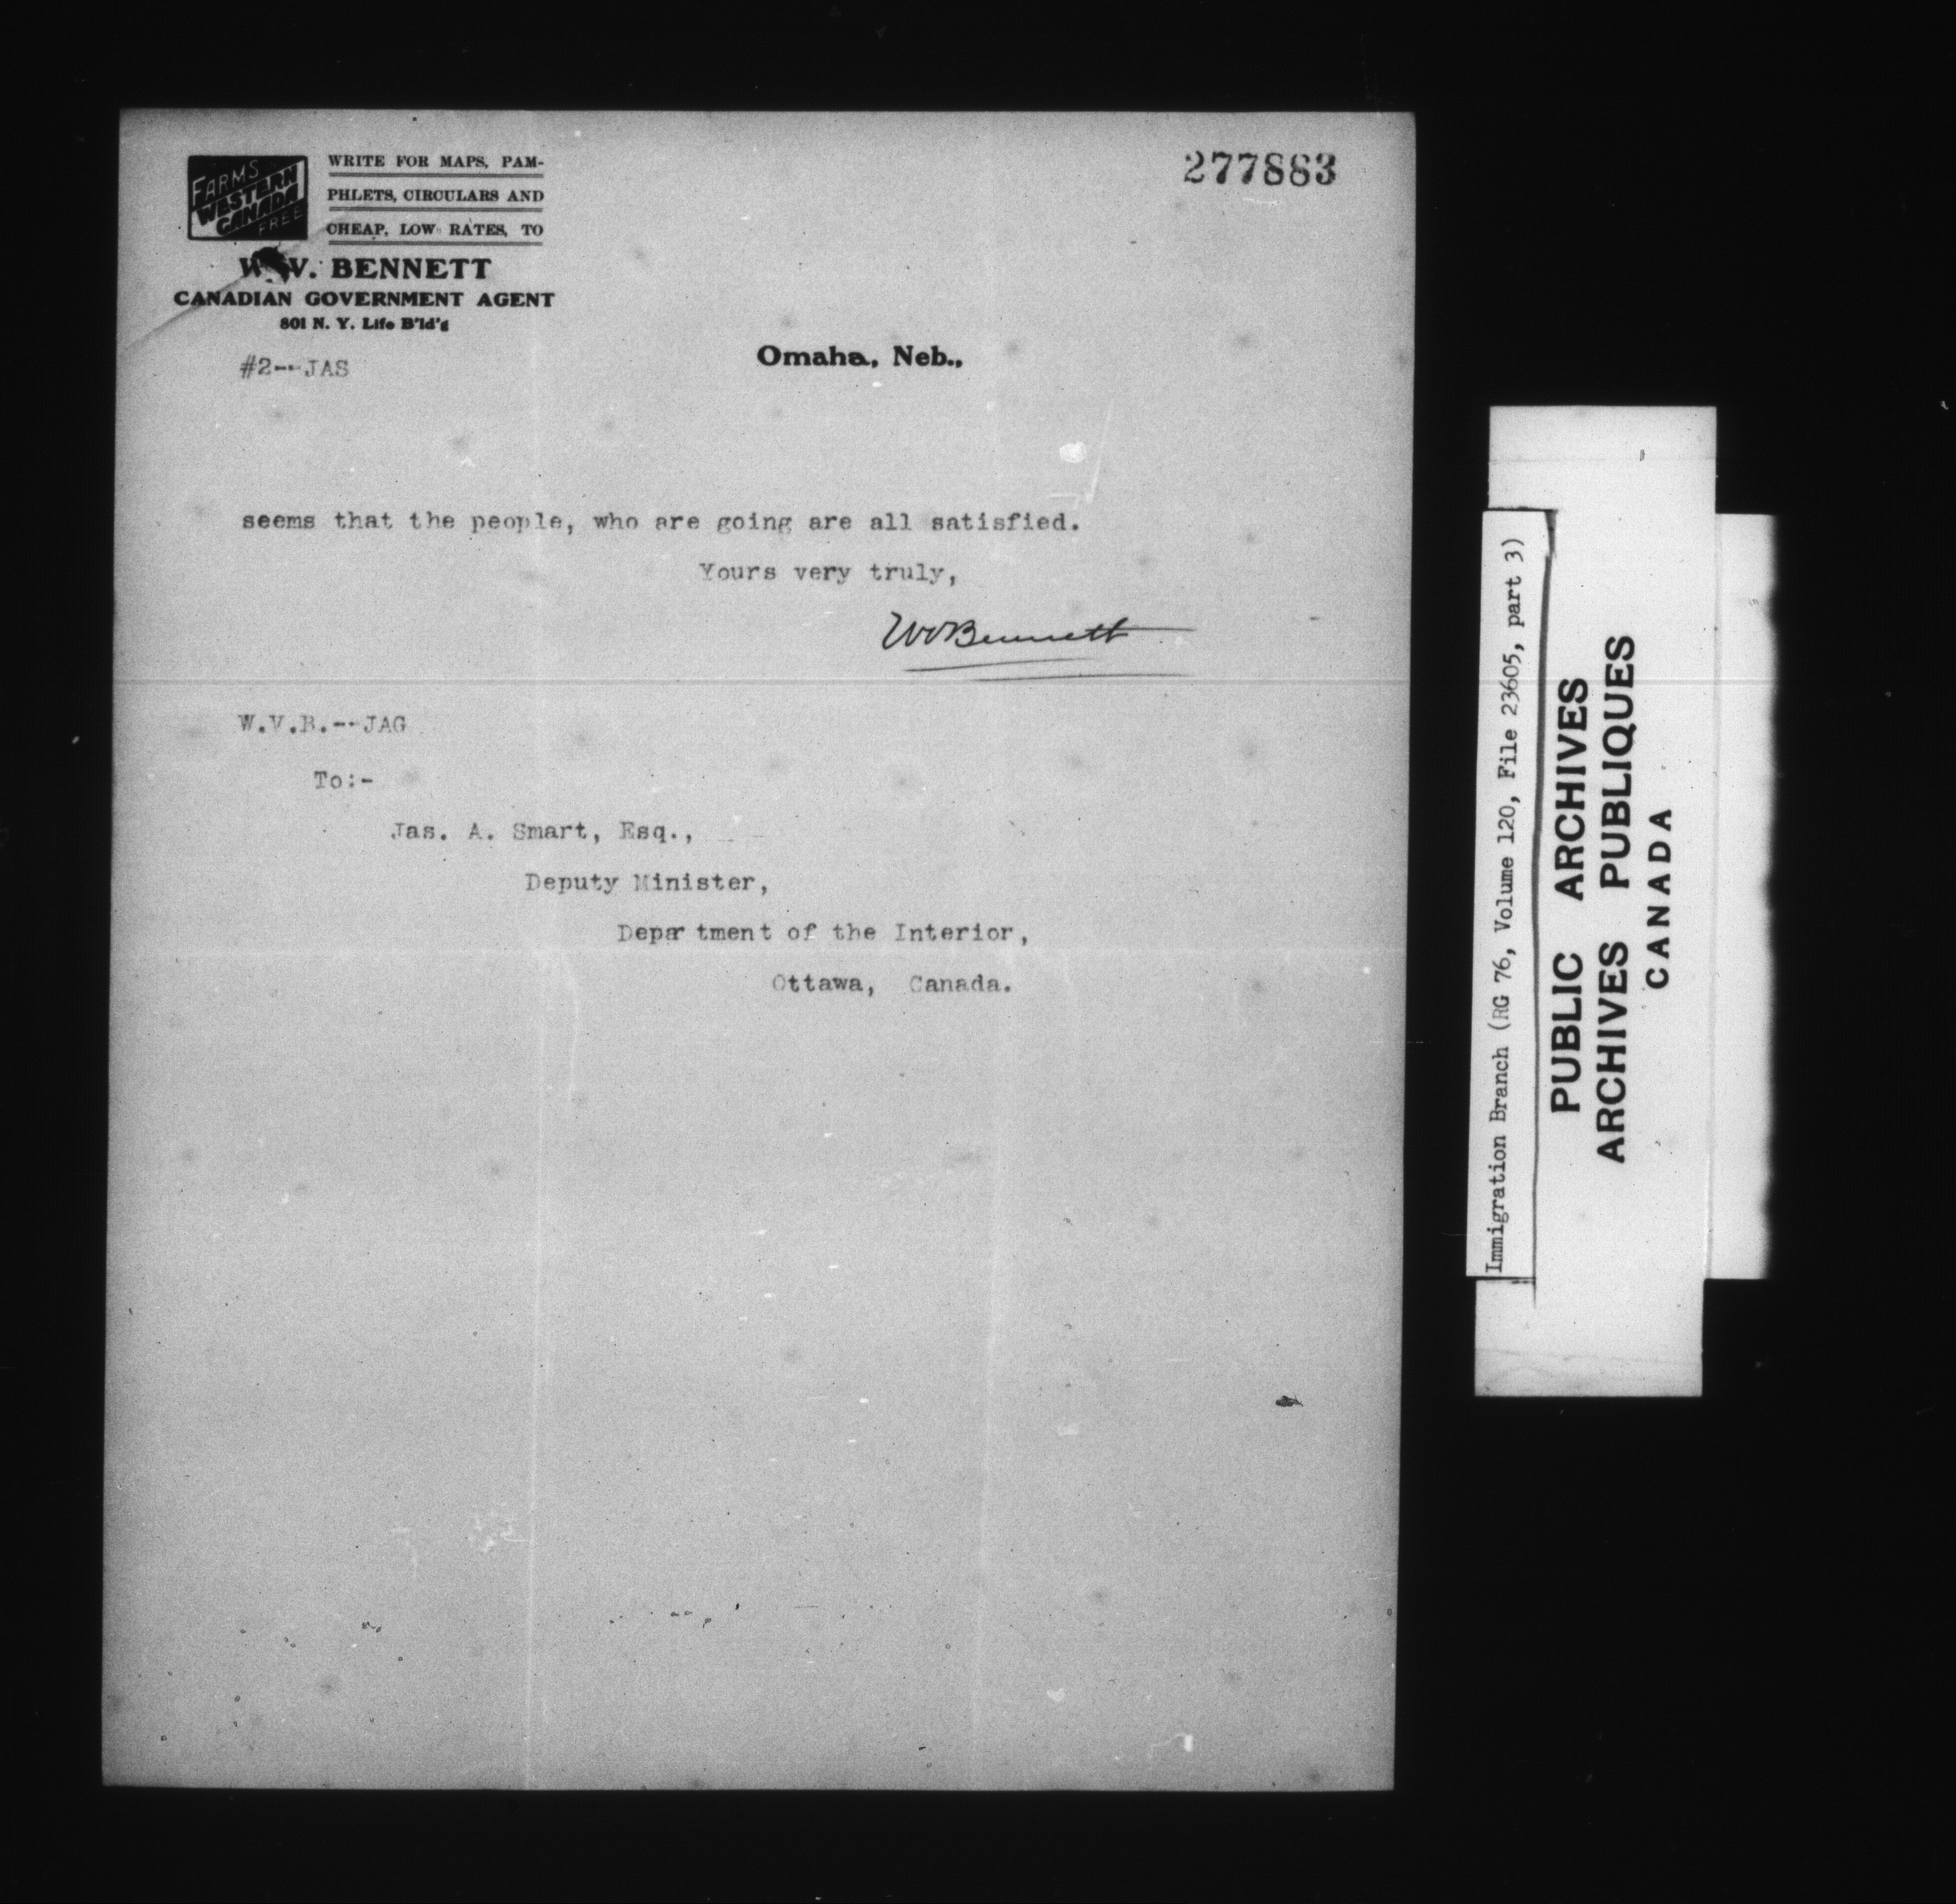 277883
FARMS
WESTERN
CANADA
FREE
WRITE FOR MAPS, PAM-
PHLETS, CIRCULARS AND
CHEAP, LOW RATES, TO
W. V. BENNETT
CANADIAN GOVERNMENT AGENT
801 N. Y. Life B'ld'g
#2--JAS
Omaha, Neb.,
seems that the people, who are going are all satisfied.
Yours very truly,
WVBennett
W.V.B.--JAG
To:-
Jas. A. Smart, Esq.,
Deputy Minister,
Depar tment of the Interior,
Ottawa, Canada.
Immigration Branch (RG 76, Volume 120, File 23605, part 3)
PUBLIC ARCHIVES
ARCHIVES PUBLIQUES
CANADA